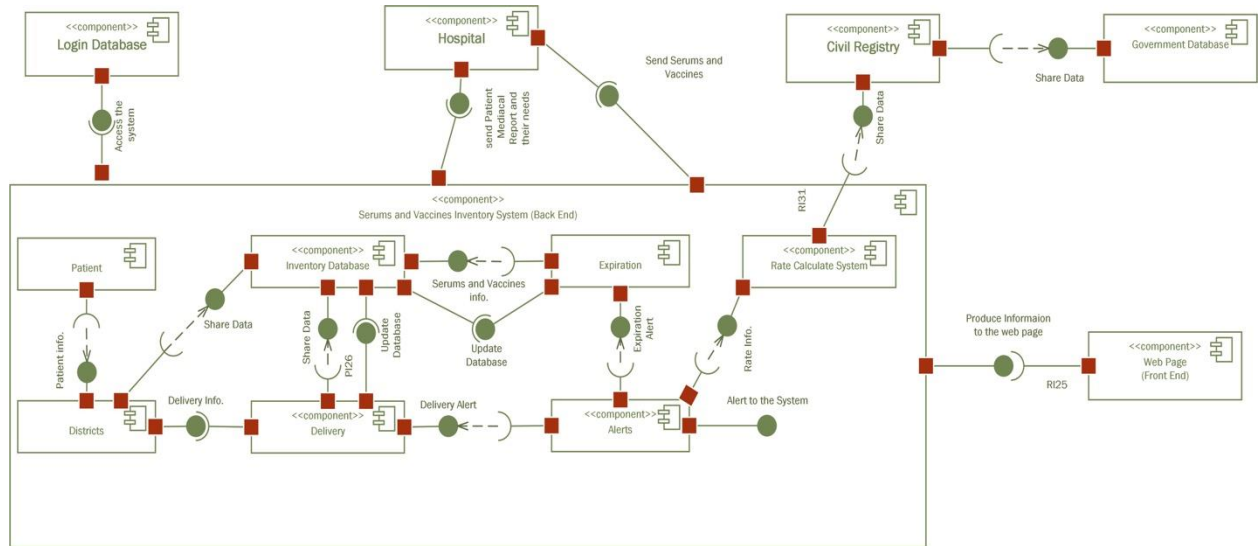 <<component>>
Login Database
Access the
system
<<component>>
Hospital
send Patient
Mediacal
Report and
their needs
Send Serums and
Vaccines
<<component>>
Civil Registry
Share Data
<<component>>
Government Database
Share Data
RI31
<<component>>
Serums and Vaccines Inventory System (Back End)
Patient
<<component>>
Inventory Database
Serums and Vaccines
info.
Expiration
<<component>>
Rate Calculate System
Share Data
Patient info.
Share Data
PI26
Update
Database
Update
Database
Expiration
Alert
Rate Info.
Produce Informaion
to the web page
RI25
<<component>>
Web Page
(Front End)
Districts
Delivery Info.
<<component>>
Delivery
Delivery Alert
<<component>>
Alerts
Alert to the System